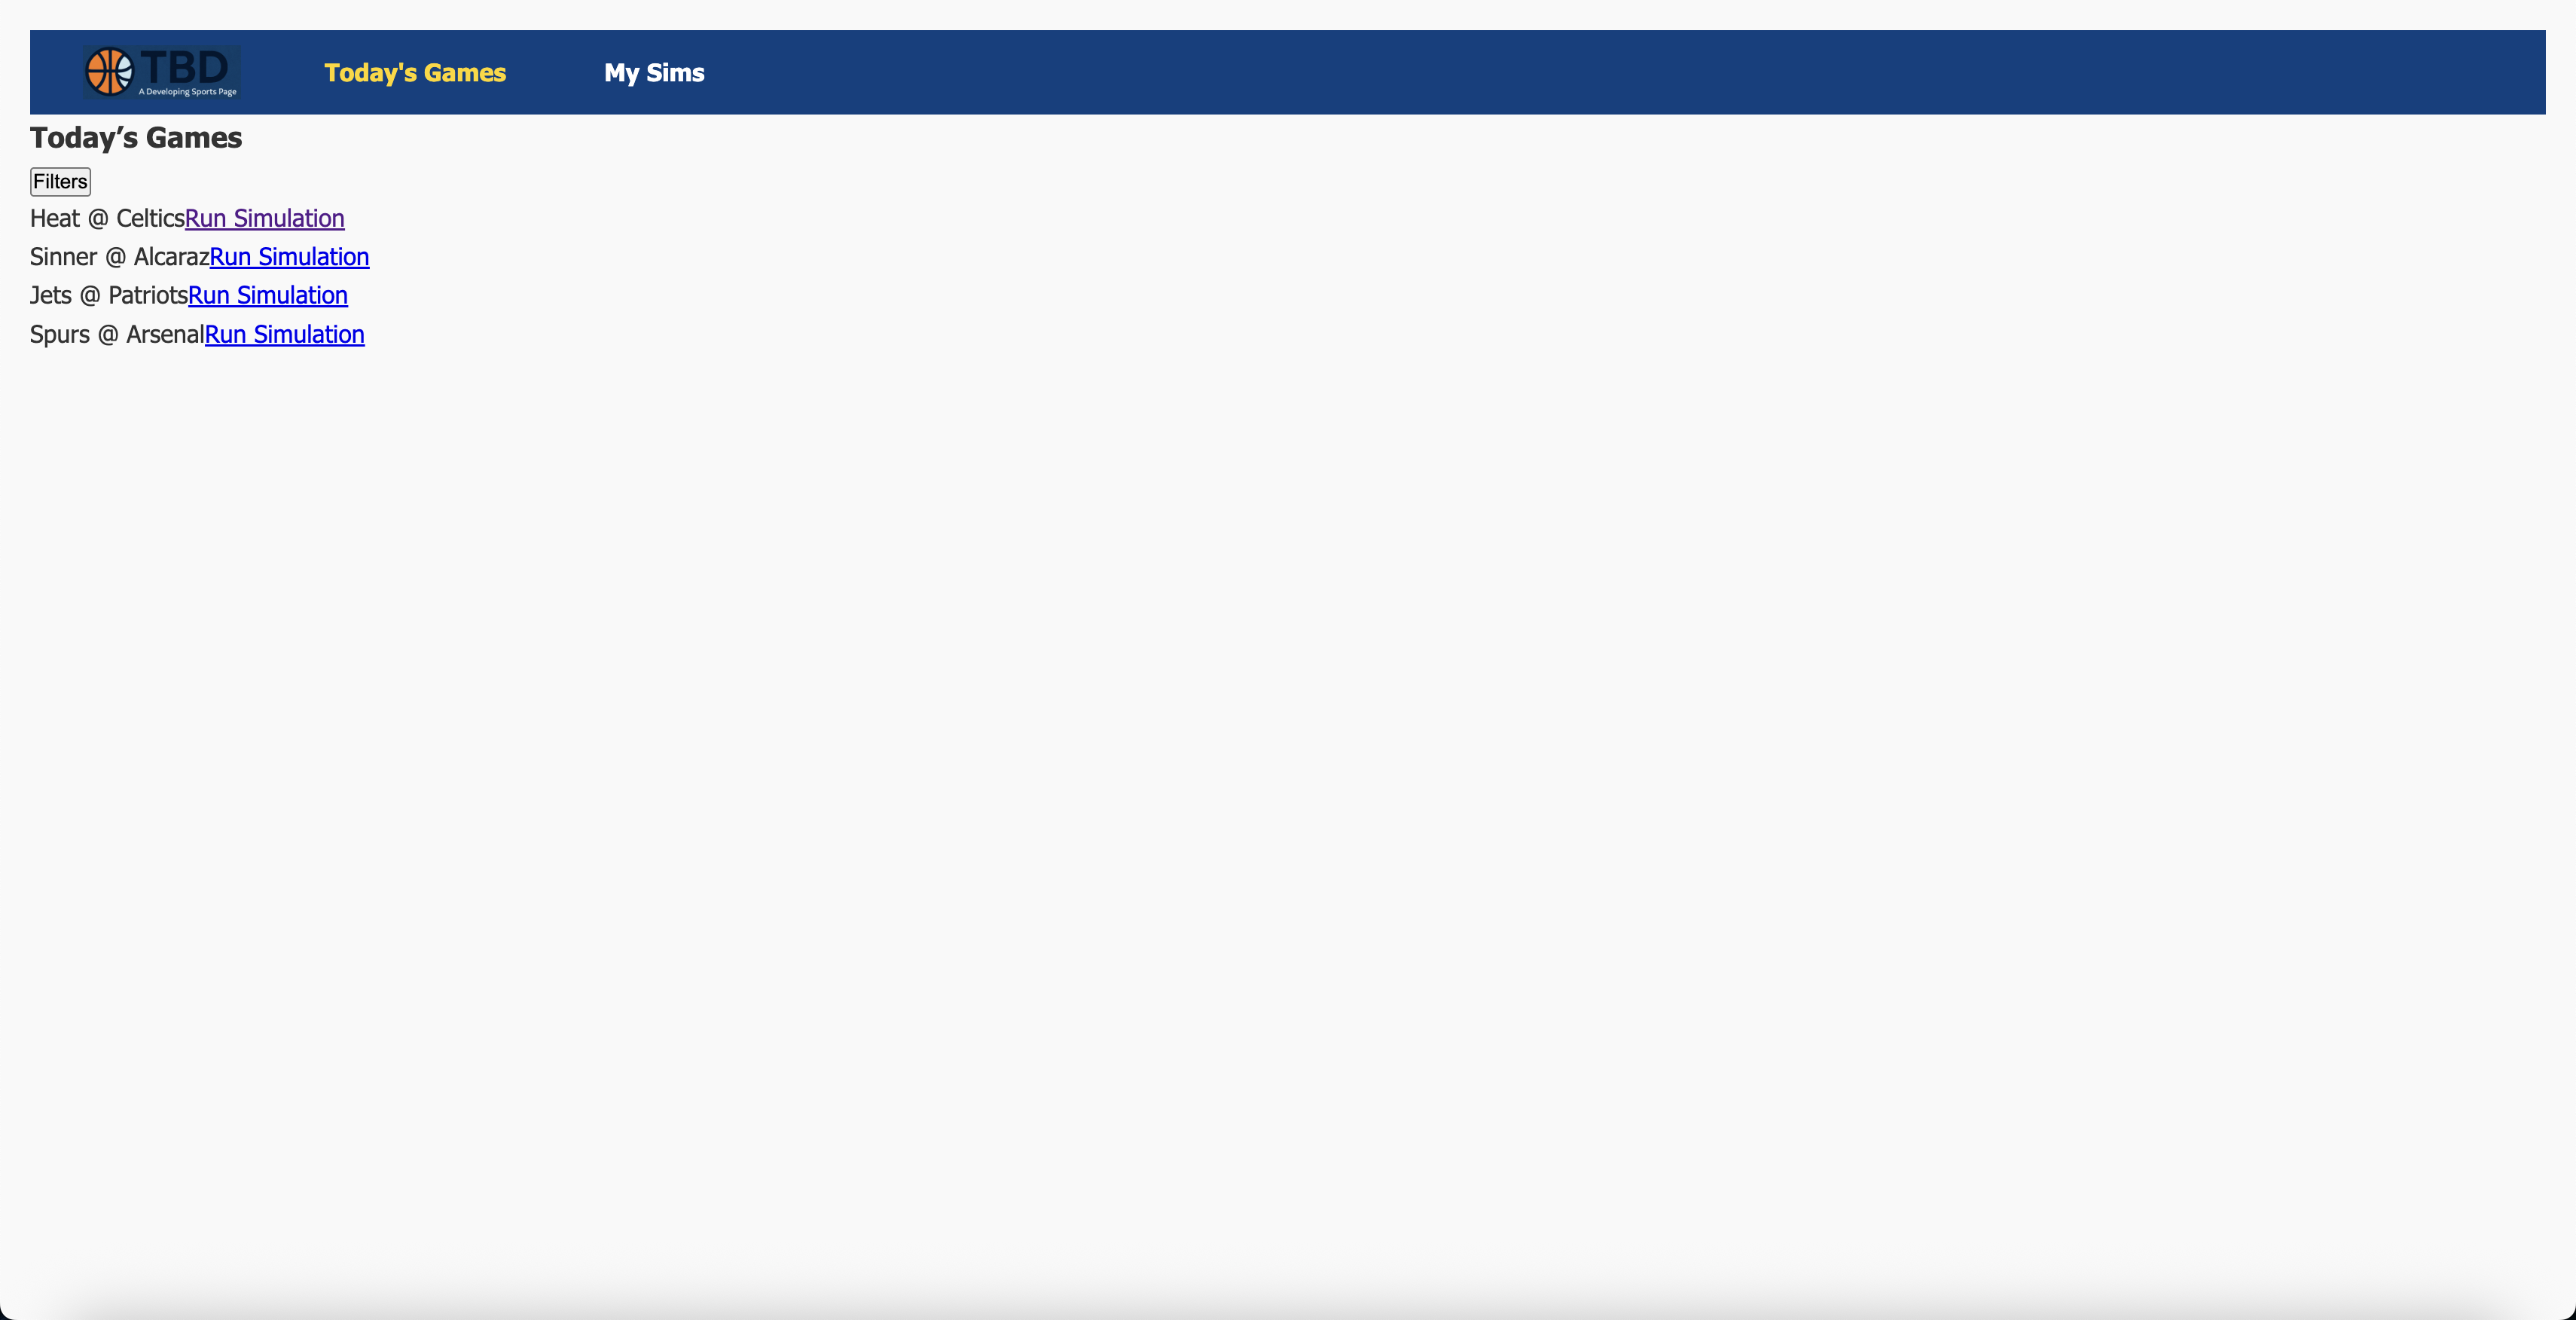 TBD
A Developing Sports Page
Today's Games
My Sims
Today’s Games
Filters
Heat @ CelticsRun Simulation
Sinner @ AlcarazRun Simulation
Jets @ PatriotsRun Simulation
Spurs @ ArsenalRun Simulation